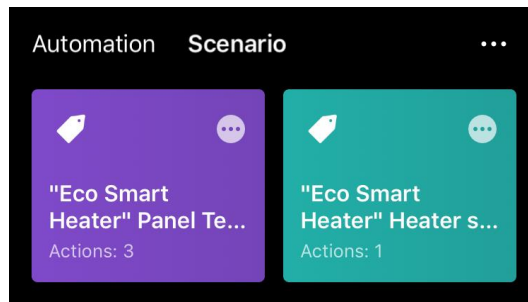 Automation Scenario
"Eco Smart
Heater" Panel Te...
Actions: 3
"Eco Smart
Heater" Heater s...
Actions: 1